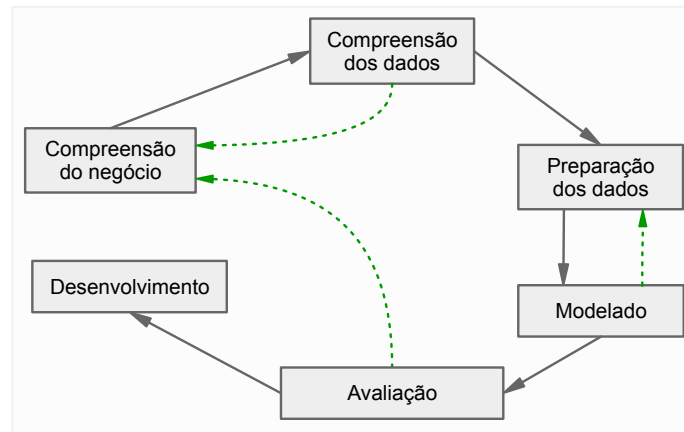 Compreensão
dos dados
Compreensão
do negócio
Preparação
dos dados
Desenvolvimento
Modelado
Avaliação